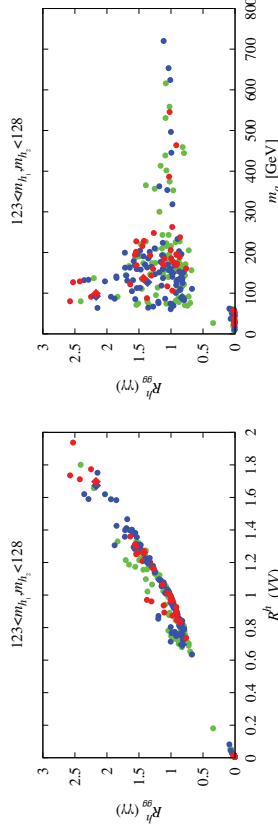 123<m_{h_1},m_{h_2}<128
R^h_{gg} (γγ)
3
2.5
2
1.5
1
0.5
0
0 0.2 0.4 0.6 0.8 1 1.2 1.4 1.6 1.8 2
R^h (VV)
123<m_{h_1},m_{h_2}<128
R^h_{gg} (γγ)
3
2.5
2
1.5
1
0.5
0
0 100 200 300 400 500 600 700 800
m_a [GeV]